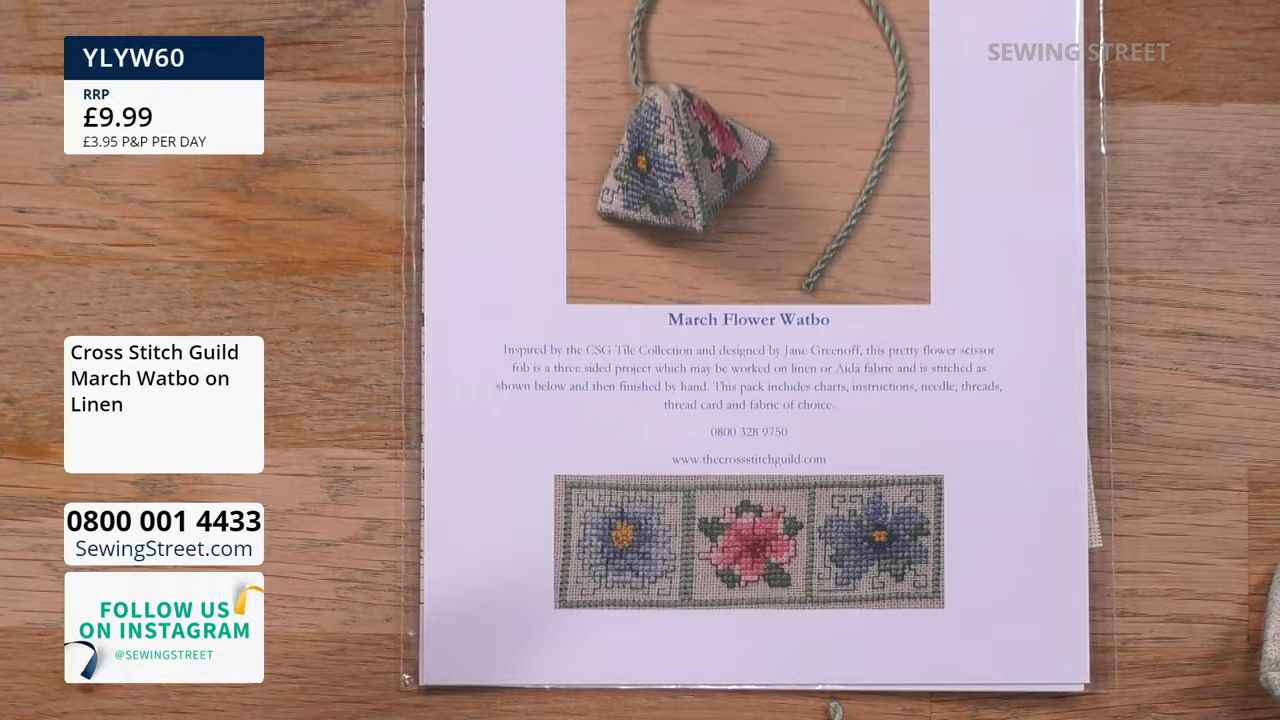 YLYW60
RRP
£9.99
£3.95 P&P PER DAY
SEWING STREET
Cross Stitch Guild
March Watbo on
Linen
0800 001 4433
SewingStreet.com
FOLLOW US
ON INSTAGRAM
@SEWINGSTREET
March Flower Watbo
Inspired by the CSG Tile Collection and designed by Jane Greenoff, this pretty flower scissor
fob is a three sided project which may be worked on linen or Aida fabric and is stitched as
shown below and then finished by hand. This pack includes charts, instructions, needle, threads,
thread card and fabric of choice.
0800 328 9750
www.thecrossstitchguild.com